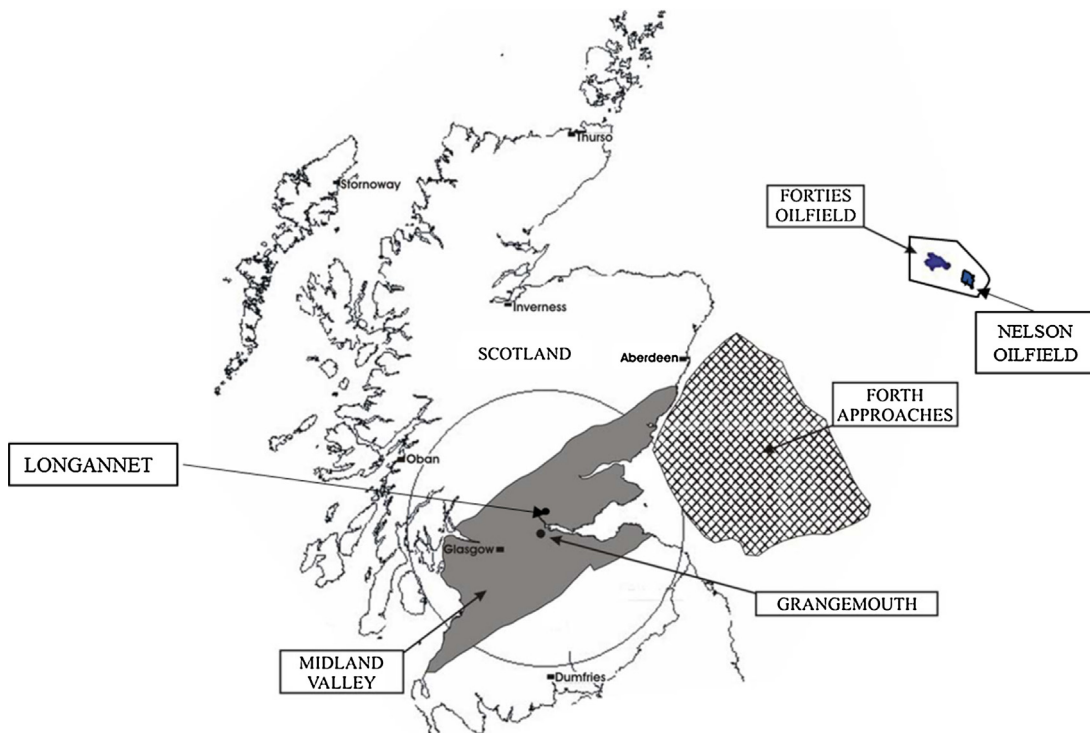 Thurso
Stornoway
FORTIES
OILFIELD
Inverness
NELSON
OILFIELD
SCOTLAND
Aberdeen
FORTH
APPROACHES
LONGANNET
Oban
Glasgow
GRANGEMOUTH
MIDLAND
VALLEY
Dumfries